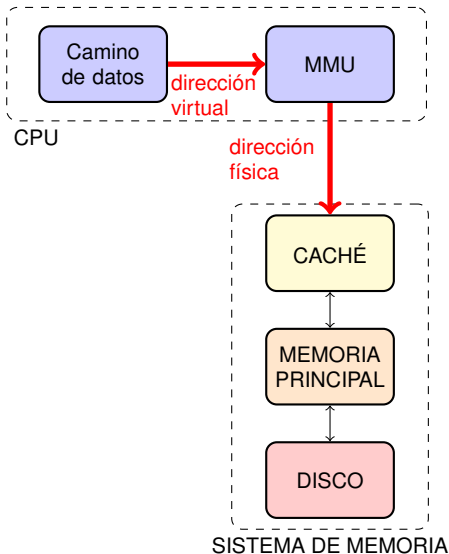 Camino
de datos
MMU
dirección
virtual
CPU
dirección
física
CACHÉ
MEMORIA
PRINCIPAL
DISCO
SISTEMA DE MEMORIA